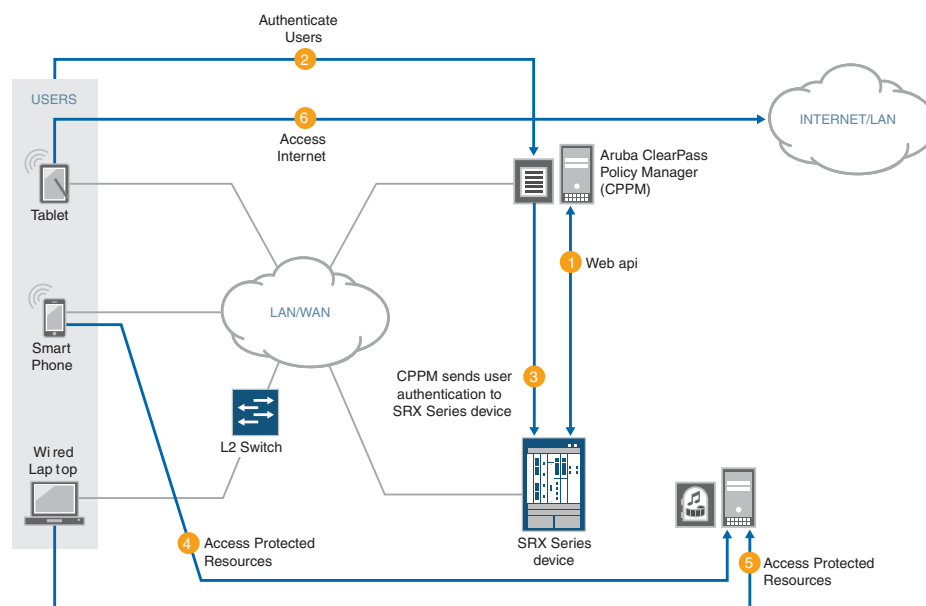 Authenticate
Users
2
USERS
6
Access
Internet
INTERNET/LAN
Aruba ClearPass
Policy Manager
(CPPM)
Tablet
1
Web api
LAN/WAN
Smart
Phone
CPPM sends user
authentication to
SRX Series device
3
L2 Switch
Wi red
Lap top
4
Access Protected
Resources
SRX Series
device
5
Access Protected
Resources